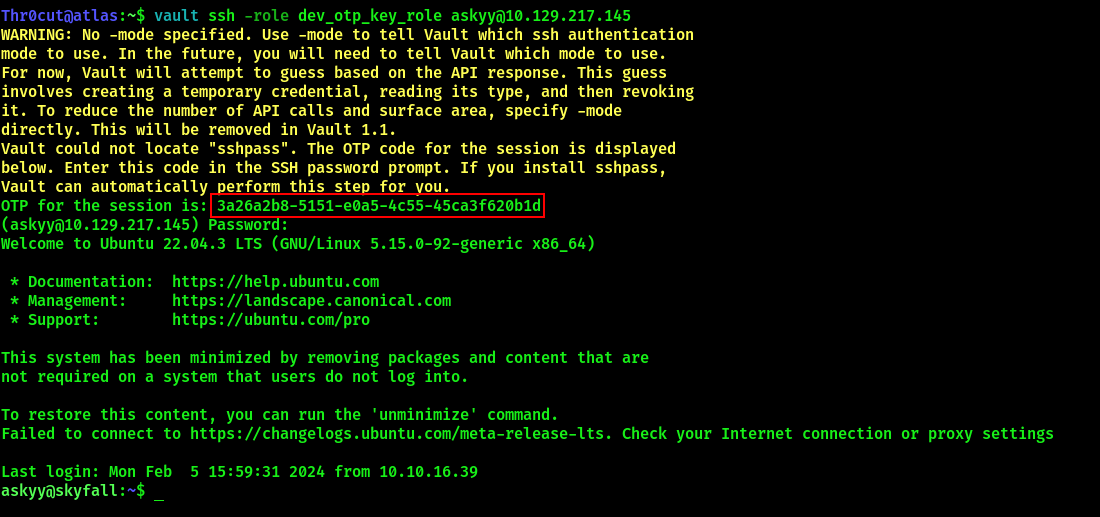 Thr0cut@atlas:~$ vault ssh -role dev_otp_key_role askyy@10.129.217.145
WARNING: No -mode specified. Use -mode to tell Vault which ssh authentication
mode to use. In the future, you will need to tell Vault which mode to use.
For now, Vault will attempt to guess based on the API response. This guess
involves creating a temporary credential, reading its type, and then revoking
it. To reduce the number of API calls and surface area, specify -mode
directly. This will be removed in Vault 1.1.
Vault could not locate "sshpass". The OTP code for the session is displayed
below. Enter this code in the SSH password prompt. If you install sshpass,
Vault can automatically perform this step for you.
OTP for the session is: 3a26a2b8-5151-e0a5-4c55-45ca3f620b1d
(askyy@10.129.217.145) Password:
Welcome to Ubuntu 22.04.3 LTS (GNU/Linux 5.15.0-92-generic x86_64)

 * Documentation:  https://help.ubuntu.com
 * Management:     https://landscape.canonical.com
 * Support:        https://ubuntu.com/pro

This system has been minimized by removing packages and content that are
not required on a system that users do not log into.

To restore this content, you can run the 'unminimize' command.
Failed to connect to https://changelogs.ubuntu.com/meta-release-lts. Check your Internet connection or proxy settings

Last login: Mon Feb  5 15:59:31 2024 from 10.10.16.39
askyy@skyfall:~$ _